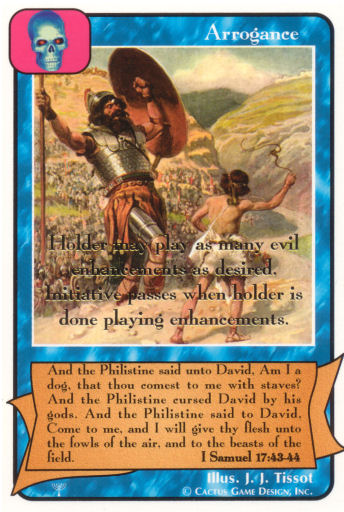 Arrogance
Holder may play as many evil
enhancements as desired.
Initiative passes when holder is
done playing enhancements.
And the Philistine said unto David, Am I a
dog, that thou comest to me with staves?
And the Philistine cursed David by his
gods. And the Philistine said to David,
Come to me, and I will give thy flesh unto
the fowls of the air, and to the beasts of the
field. I Samuel 17:43-44
Illus. J. J. Tissot
© Cactus Game Design, Inc.